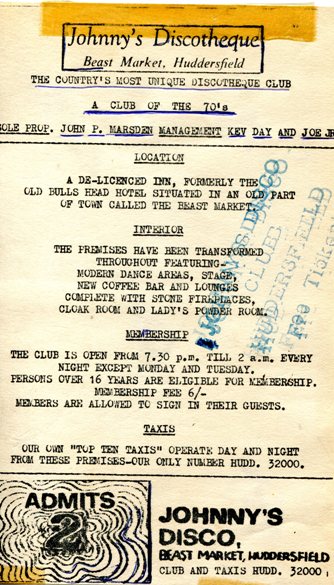 Johnny's Discotheque
Beast Market, Huddersfield
THE COUNTRY'S MOST UNIQUE DISCOTHEQUE CLUB
A CLUB OF THE 70's
SOLE PROP. JOHN P. MARSDEN MANAGEMENT KEV DAY AND JOE
LOCATION
A DE-LICENCED INN, FORMERLY THE
OLD BULLS HEAD HOTEL SITUATED IN AN OLD PART
OF TOWN CALLED THE BEAST MARKET.
INTERIOR
THE PREMISES HAVE BEEN TRANSFORMED
THROUGHOUT FEATURING-
MODERN DANCE AREAS, STAGE,
NEW COFFEE BAR AND LOUNGES
COMPLETE WITH STONE FIREPLACES,
CLOAK ROOM AND LADY'S POWDER ROOM.
MEMBERSHIP
THE CLUB IS OPEN FROM 7.30 p.m. TILL 2 a.m. EVERY
NIGHT EXCEPT MONDAY AND TUESDAY.
PERSONS OVER 16 YEARS ARE ELIGIBLE FOR MEMBERSHIP.
MEMBERSHIP FEE 6/-
MEMBERS ARE ALLOWED TO SIGN IN THEIR GUESTS.
TAXIS
OUR OWN "TOP TEN TAXIS" OPERATE DAY AND NIGHT
FROM THESE PREMISES-OUR ONLY NUMBER HUDD. 32000.
JOHNNY'S DISCO
CLUB
HUDDERSFIELD
Free Ticket
ADMITS
2
JOHNNY'S
DISCO,
BEAST MARKET, HUDDERSFIELD
CLUB AND TAXIS HUDD. 32000